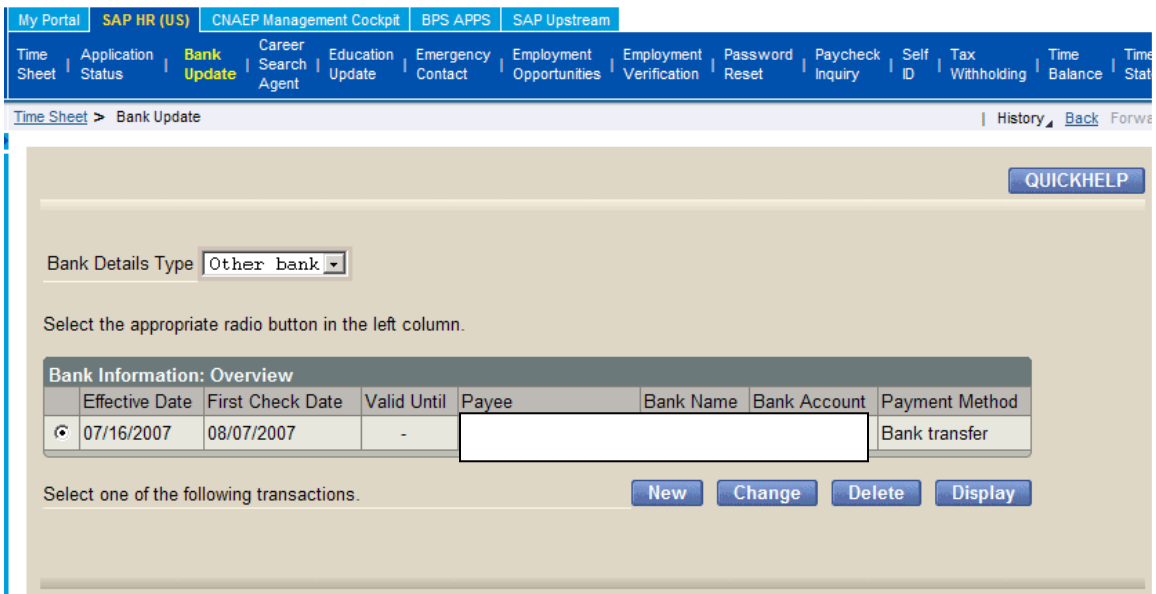 My Portal SAP HR (US) CNAEP Management Cockpit BPS APPS SAP Upstream
Time Sheet | Application Status | Bank Update | Career Search Agent | Education Update | Emergency Contact | Employment Opportunities | Employment Verification | Password Reset | Paycheck Inquiry | Self ID | Tax Withholding | Time Balance | Time
Time Sheet > Bank Update | History Back
QUICKHELP
Bank Details Type Other bank
Select the appropriate radio button in the left column.
Bank Information: Overview
Effective Date First Check Date Valid Until Payee Bank Name Bank Account Payment Method
07/16/2007 08/07/2007 - Bank transfer
Select one of the following transactions. New Change Delete Display